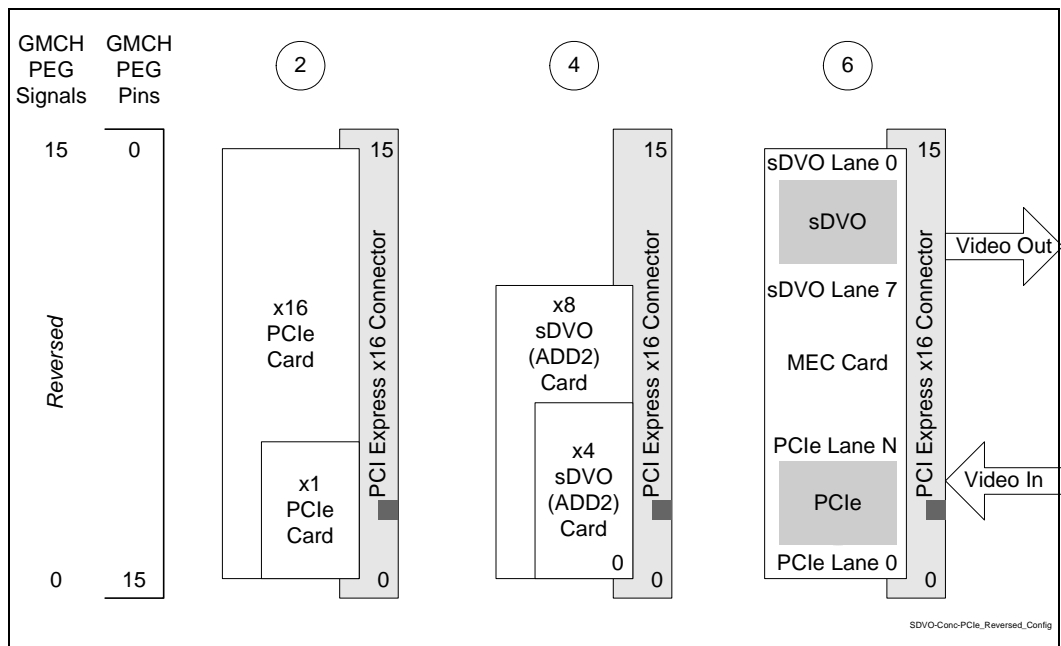 GMCH
PEG
Signals
GMCH
PEG
Pins
2
4
6
15
0
Reversed
0
15
15
x16
PCIe
Card
x1
PCIe
Card
PCI Express x16 Connector
0
15
x8
sDVO
(ADD2)
Card
x4
sDVO
(ADD2)
Card
0
PCI Express x16 Connector
0
15
sDVO Lane 0
sDVO
sDVO Lane 7
MEC Card
PCIe Lane N
PCIe
PCIe Lane 0
PCI Express x16 Connector
0
Video Out
Video In
SDVO-Conc-PCIe_Reversed_Config